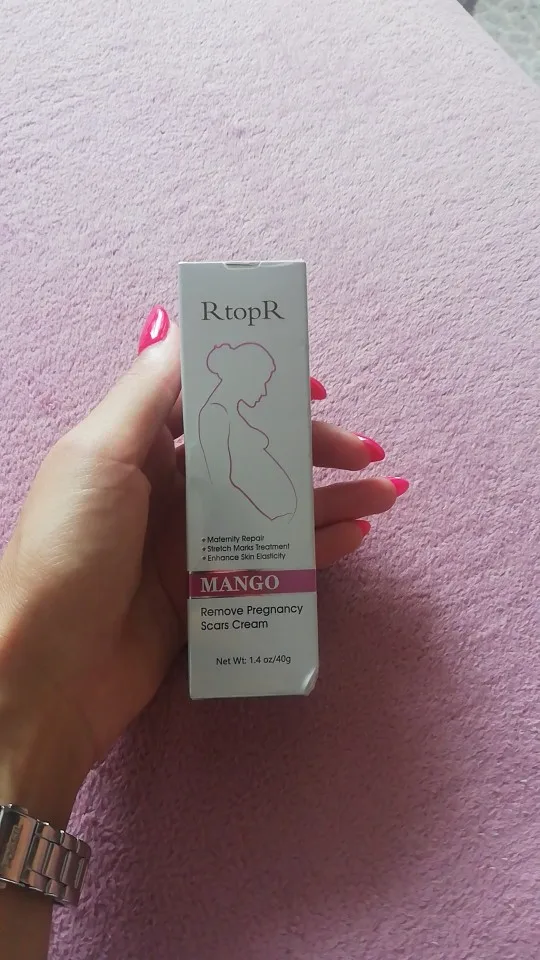 RtopR
+ Maternity Repair
+ Stretch Marks Treatment
+ Enhance Skin Elasticity
MANGO
Remove Pregnancy
Scars Cream
Net Wt: 1.4 oz/40g